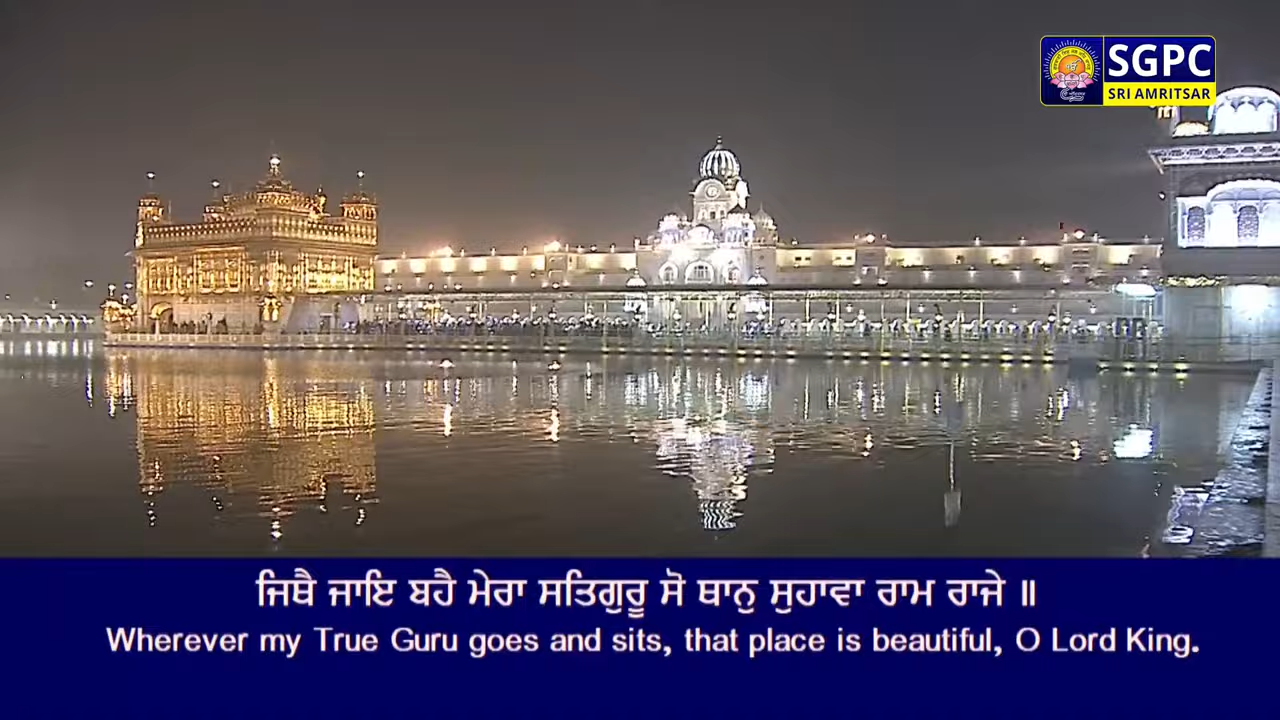 SGPC
SRI AMRITSAR
ਜਿਥੈ ਜਾਇ ਬਹੈ ਮੇਰਾ ਸਤਿਗੁਰੂ ਸੋ ਥਾਨੁ ਸੁਹਾਵਾ ਰਾਮ ਰਾਜੇ ॥
Wherever my True Guru goes and sits, that place is beautiful, O Lord King.